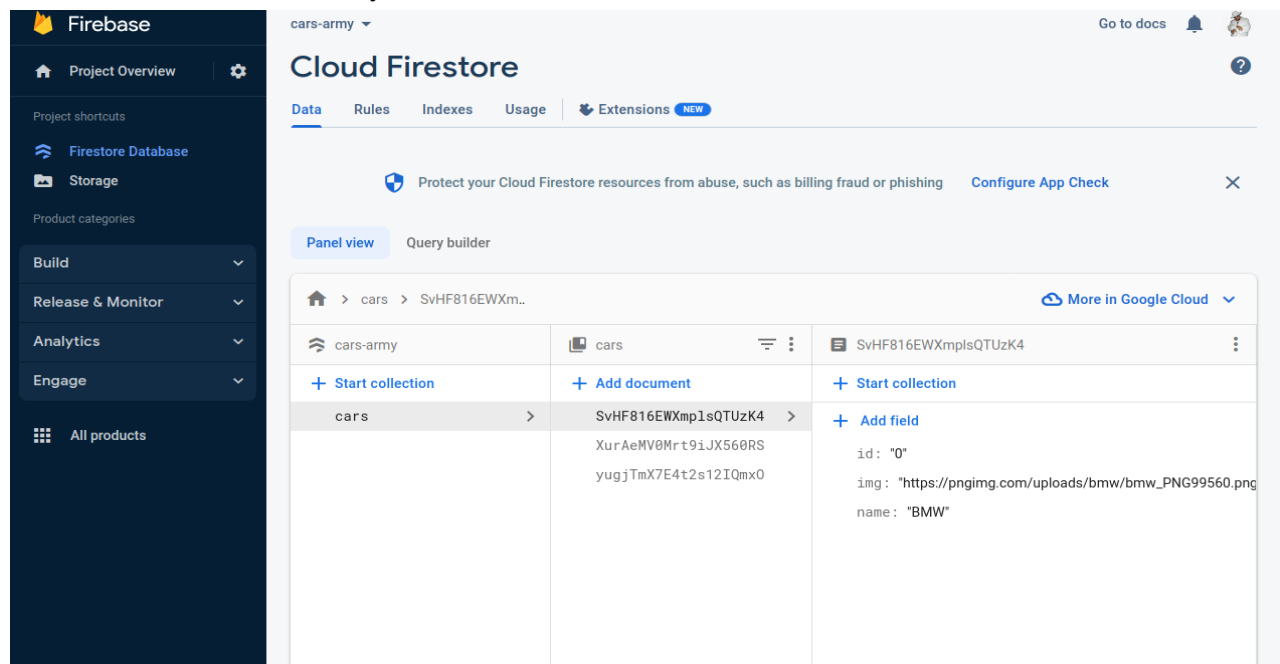 Firebase
cars-army
Go to docs
Project Overview
Cloud Firestore
Data Rules Indexes Usage Extensions NEW
Project shortcuts
Firestore Database
Storage
Protect your Cloud Firestore resources from abuse, such as billing fraud or phishing Configure App Check
Product categories
Panel view Query builder
Build
Release & Monitor
Analytics
Engage
All products
cars SvHF816EWXm..
More in Google Cloud
cars-army
cars
SvHF816EWXmplsQTUzK4
Start collection
Add document
Start collection
cars
SvHF816EWXmplsQTUzK4
XurAeMV0Mrt9iJX560RS
yugjTmX7E4t2s12IQmxO
Add field
id: "0"
img: "https://pngimg.com/uploads/bmw/bmw_PNG99560.png
name: "BMW"